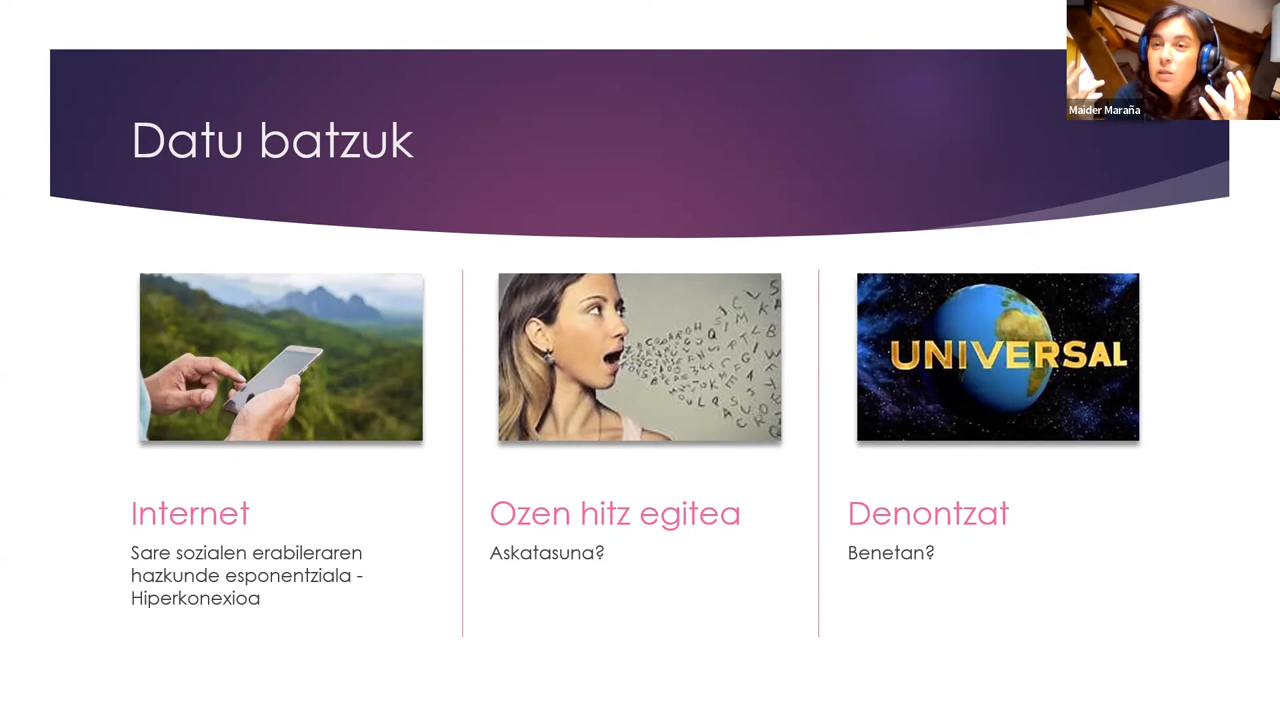 Maider Maraña
Datu batzuk
UNIVERSAL
Internet
Sare sozialen erabileraren
hazkunde esponentziala -
Hiperkonexioa
Ozen hitz egitea
Askatasuna?
Denontzat
Benetan?